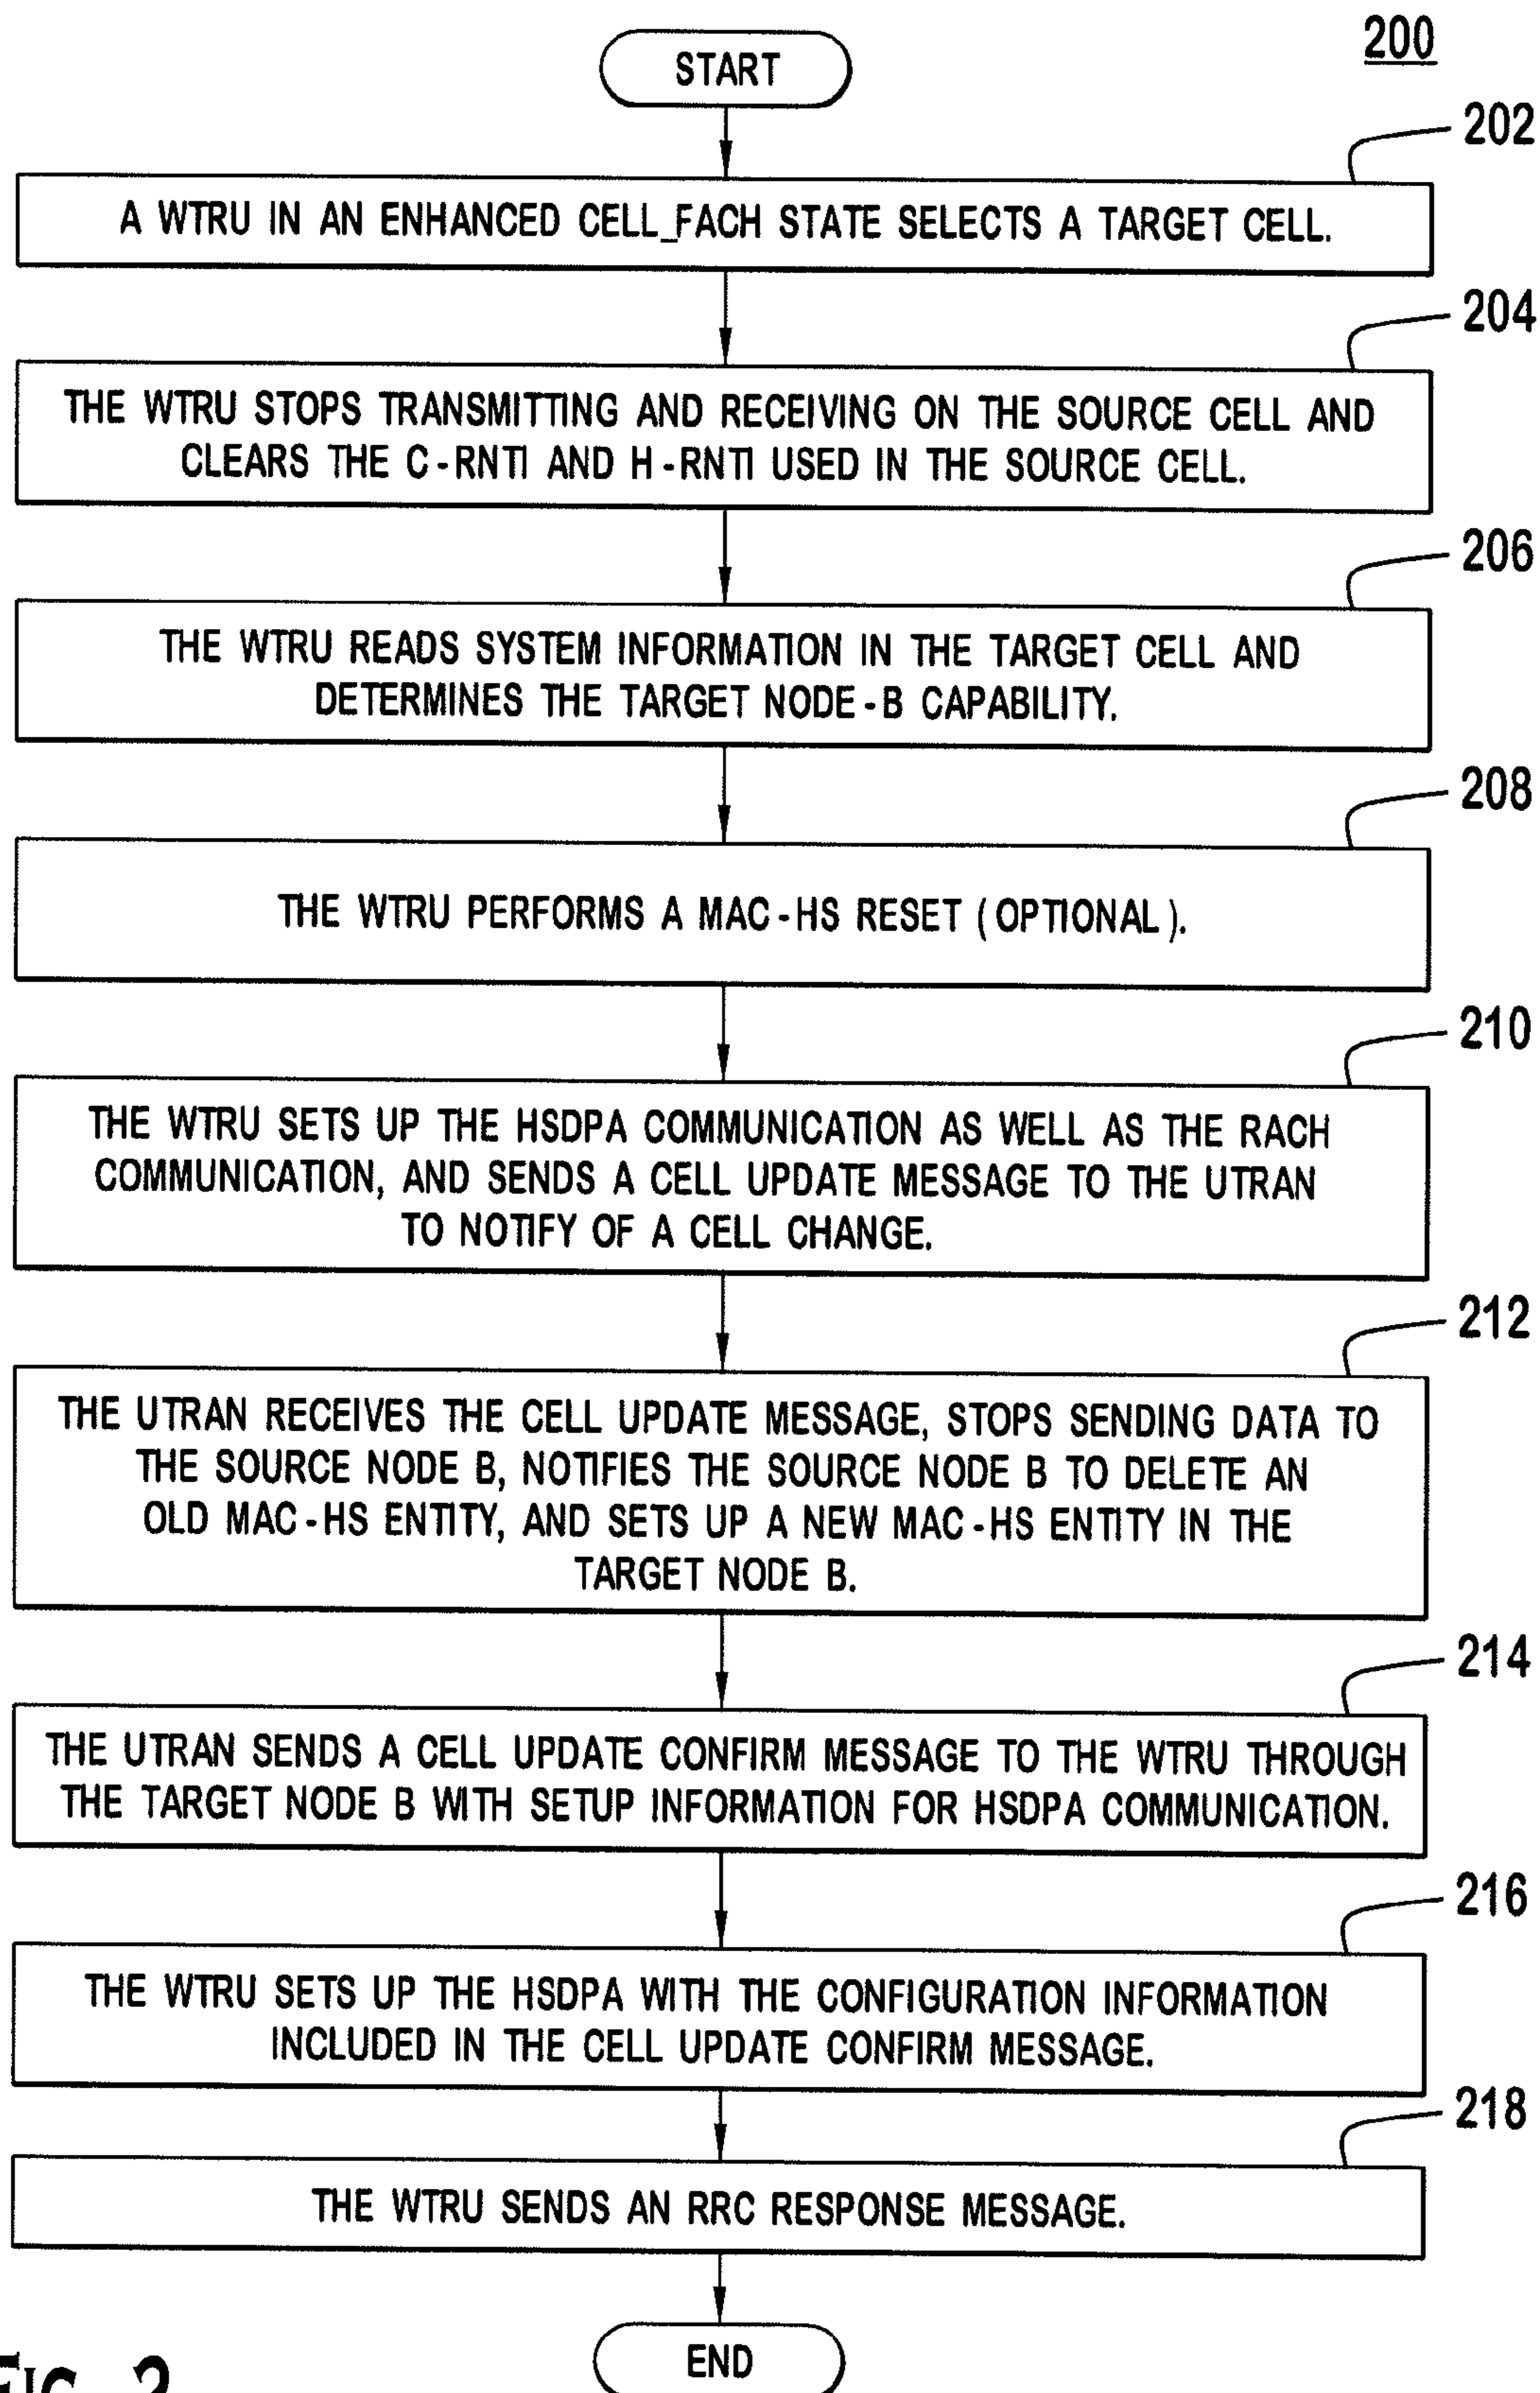 200
START
202
A WTRU IN AN ENHANCED CELL_FACH STATE SELECTS A TARGET CELL.
204
THE WTRU STOPS TRANSMITTING AND RECEIVING ON THE SOURCE CELL AND
CLEARS THE C-RNTI AND H-RNTI USED IN THE SOURCE CELL.
206
THE WTRU READS SYSTEM INFORMATION IN THE TARGET CELL AND
DETERMINES THE TARGET NODE-B CAPABILITY.
208
THE WTRU PERFORMS A MAC-HS RESET (OPTIONAL).
210
THE WTRU SETS UP THE HSDPA COMMUNICATION AS WELL AS THE RACH
COMMUNICATION, AND SENDS A CELL UPDATE MESSAGE TO THE UTRAN
TO NOTIFY OF A CELL CHANGE.
212
THE UTRAN RECEIVES THE CELL UPDATE MESSAGE, STOPS SENDING DATA TO
THE SOURCE NODE B, NOTIFIES THE SOURCE NODE B TO DELETE AN
OLD MAC-HS ENTITY, AND SETS UP A NEW MAC-HS ENTITY IN THE
TARGET NODE B.
214
THE UTRAN SENDS A CELL UPDATE CONFIRM MESSAGE TO THE WTRU THROUGH
THE TARGET NODE B WITH SETUP INFORMATION FOR HSDPA COMMUNICATION.
216
THE WTRU SETS UP THE HSDPA WITH THE CONFIGURATION INFORMATION
INCLUDED IN THE CELL UPDATE CONFIRM MESSAGE.
218
THE WTRU SENDS AN RRC RESPONSE MESSAGE.
END